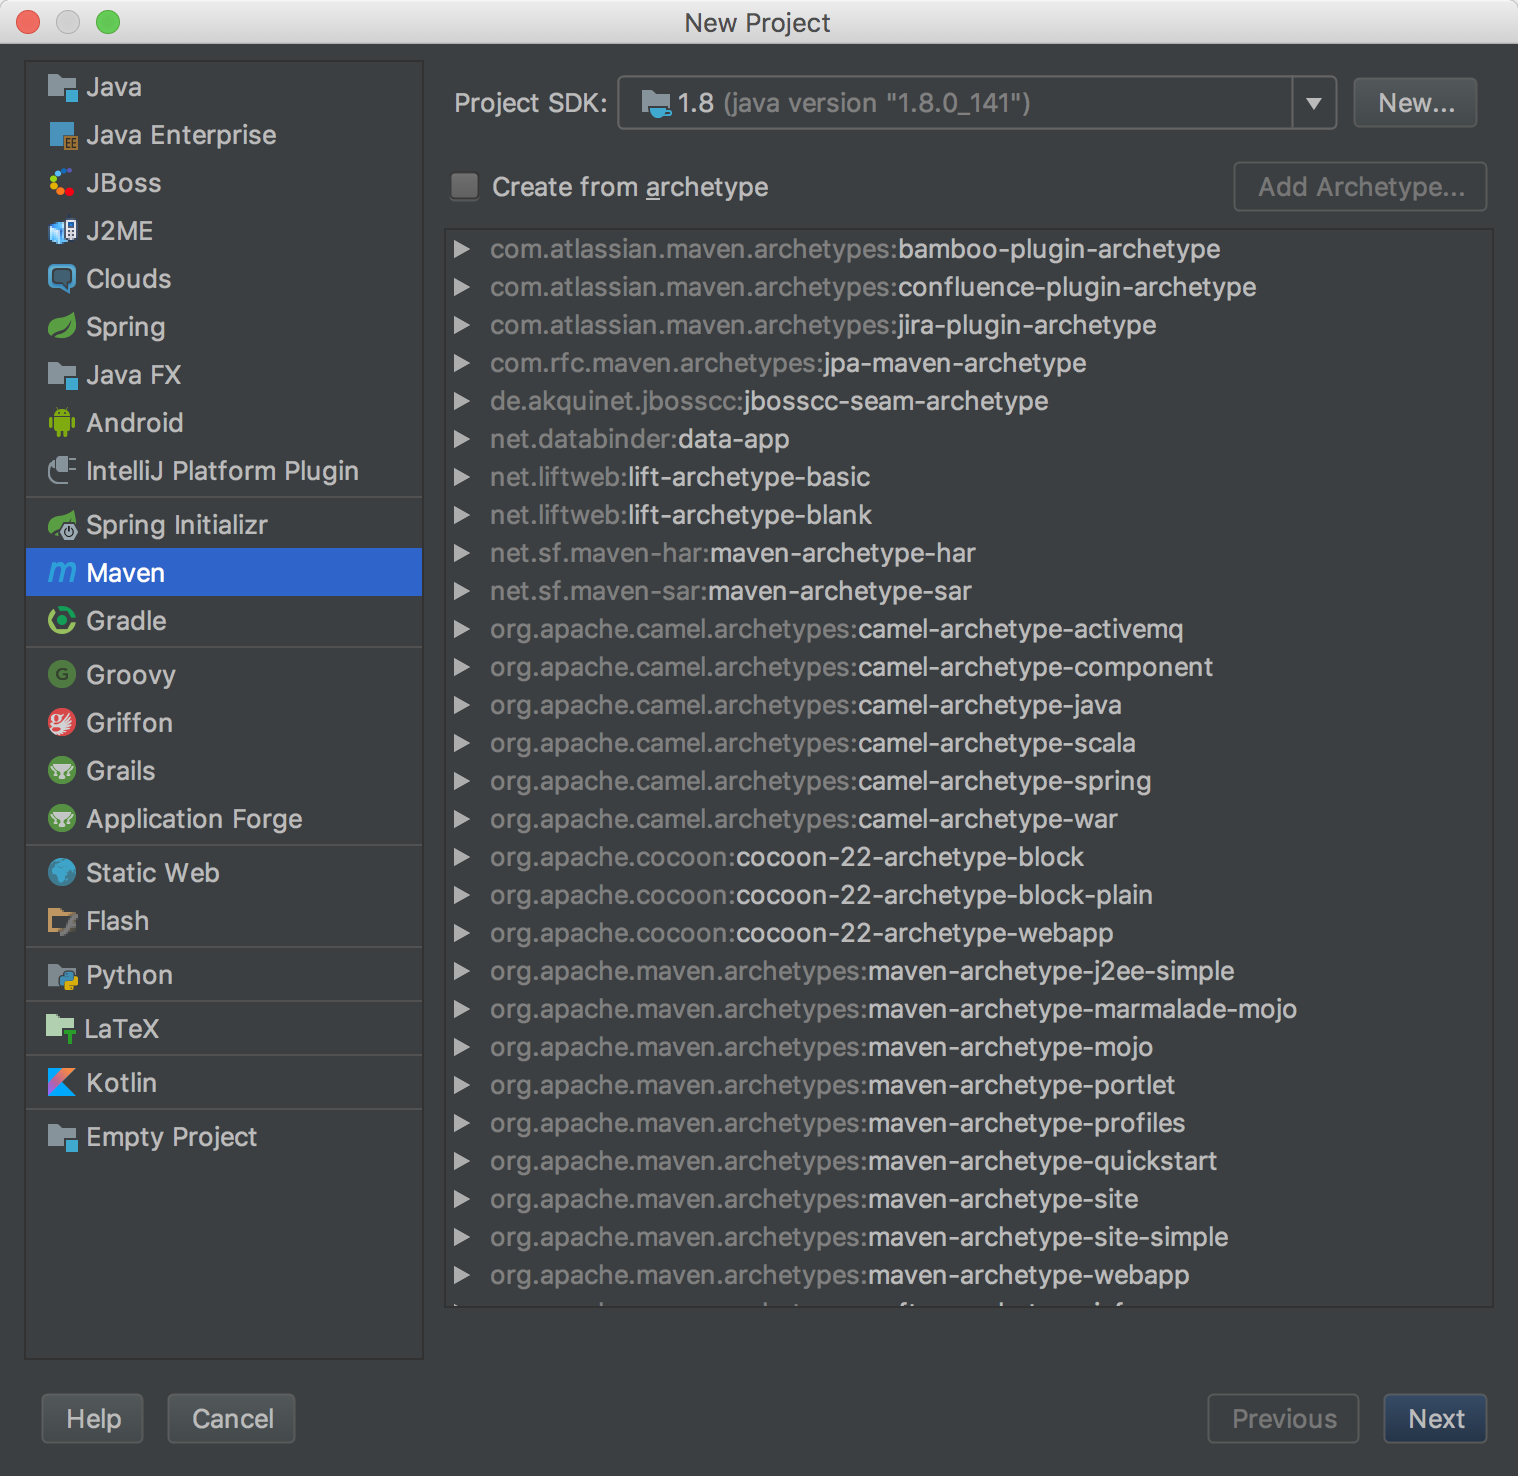 New Project
Java
Java Enterprise
JBoss
J2ME
Clouds
Spring
Java FX
Android
IntelliJ Platform Plugin
Spring Initializr
Maven
Gradle
Groovy
Griffon
Grails
Application Forge
Static Web
Flash
Python
LaTeX
Kotlin
Empty Project
Project SDK: 1.8 (java version "1.8.0_141") New...
Create from archetype Add Archetype...
com.atlassian.maven.archetypes:bamboo-plugin-archetype
com.atlassian.maven.archetypes:confluence-plugin-archetype
com.atlassian.maven.archetypes:jira-plugin-archetype
com.rfc.maven.archetypes:jpa-maven-archetype
de.akquinet.jbosscc:jbosscc-seam-archetype
net.databinder:data-app
net.liftweb:lift-archetype-basic
net.liftweb:lift-archetype-blank
net.sf.maven-har:maven-archetype-har
net.sf.maven-sar:maven-archetype-sar
org.apache.camel.archetypes:camel-archetype-activemq
org.apache.camel.archetypes:camel-archetype-component
org.apache.camel.archetypes:camel-archetype-java
org.apache.camel.archetypes:camel-archetype-scala
org.apache.camel.archetypes:camel-archetype-spring
org.apache.camel.archetypes:camel-archetype-war
org.apache.cocoon:cocoon-22-archetype-block
org.apache.cocoon:cocoon-22-archetype-block-plain
org.apache.cocoon:cocoon-22-archetype-webapp
org.apache.maven.archetypes:maven-archetype-j2ee-simple
org.apache.maven.archetypes:maven-archetype-marmalade-mojo
org.apache.maven.archetypes:maven-archetype-mojo
org.apache.maven.archetypes:maven-archetype-portlet
org.apache.maven.archetypes:maven-archetype-profiles
org.apache.maven.archetypes:maven-archetype-quickstart
org.apache.maven.archetypes:maven-archetype-site
org.apache.maven.archetypes:maven-archetype-site-simple
org.apache.maven.archetypes:maven-archetype-webapp
Help Cancel Previous Next